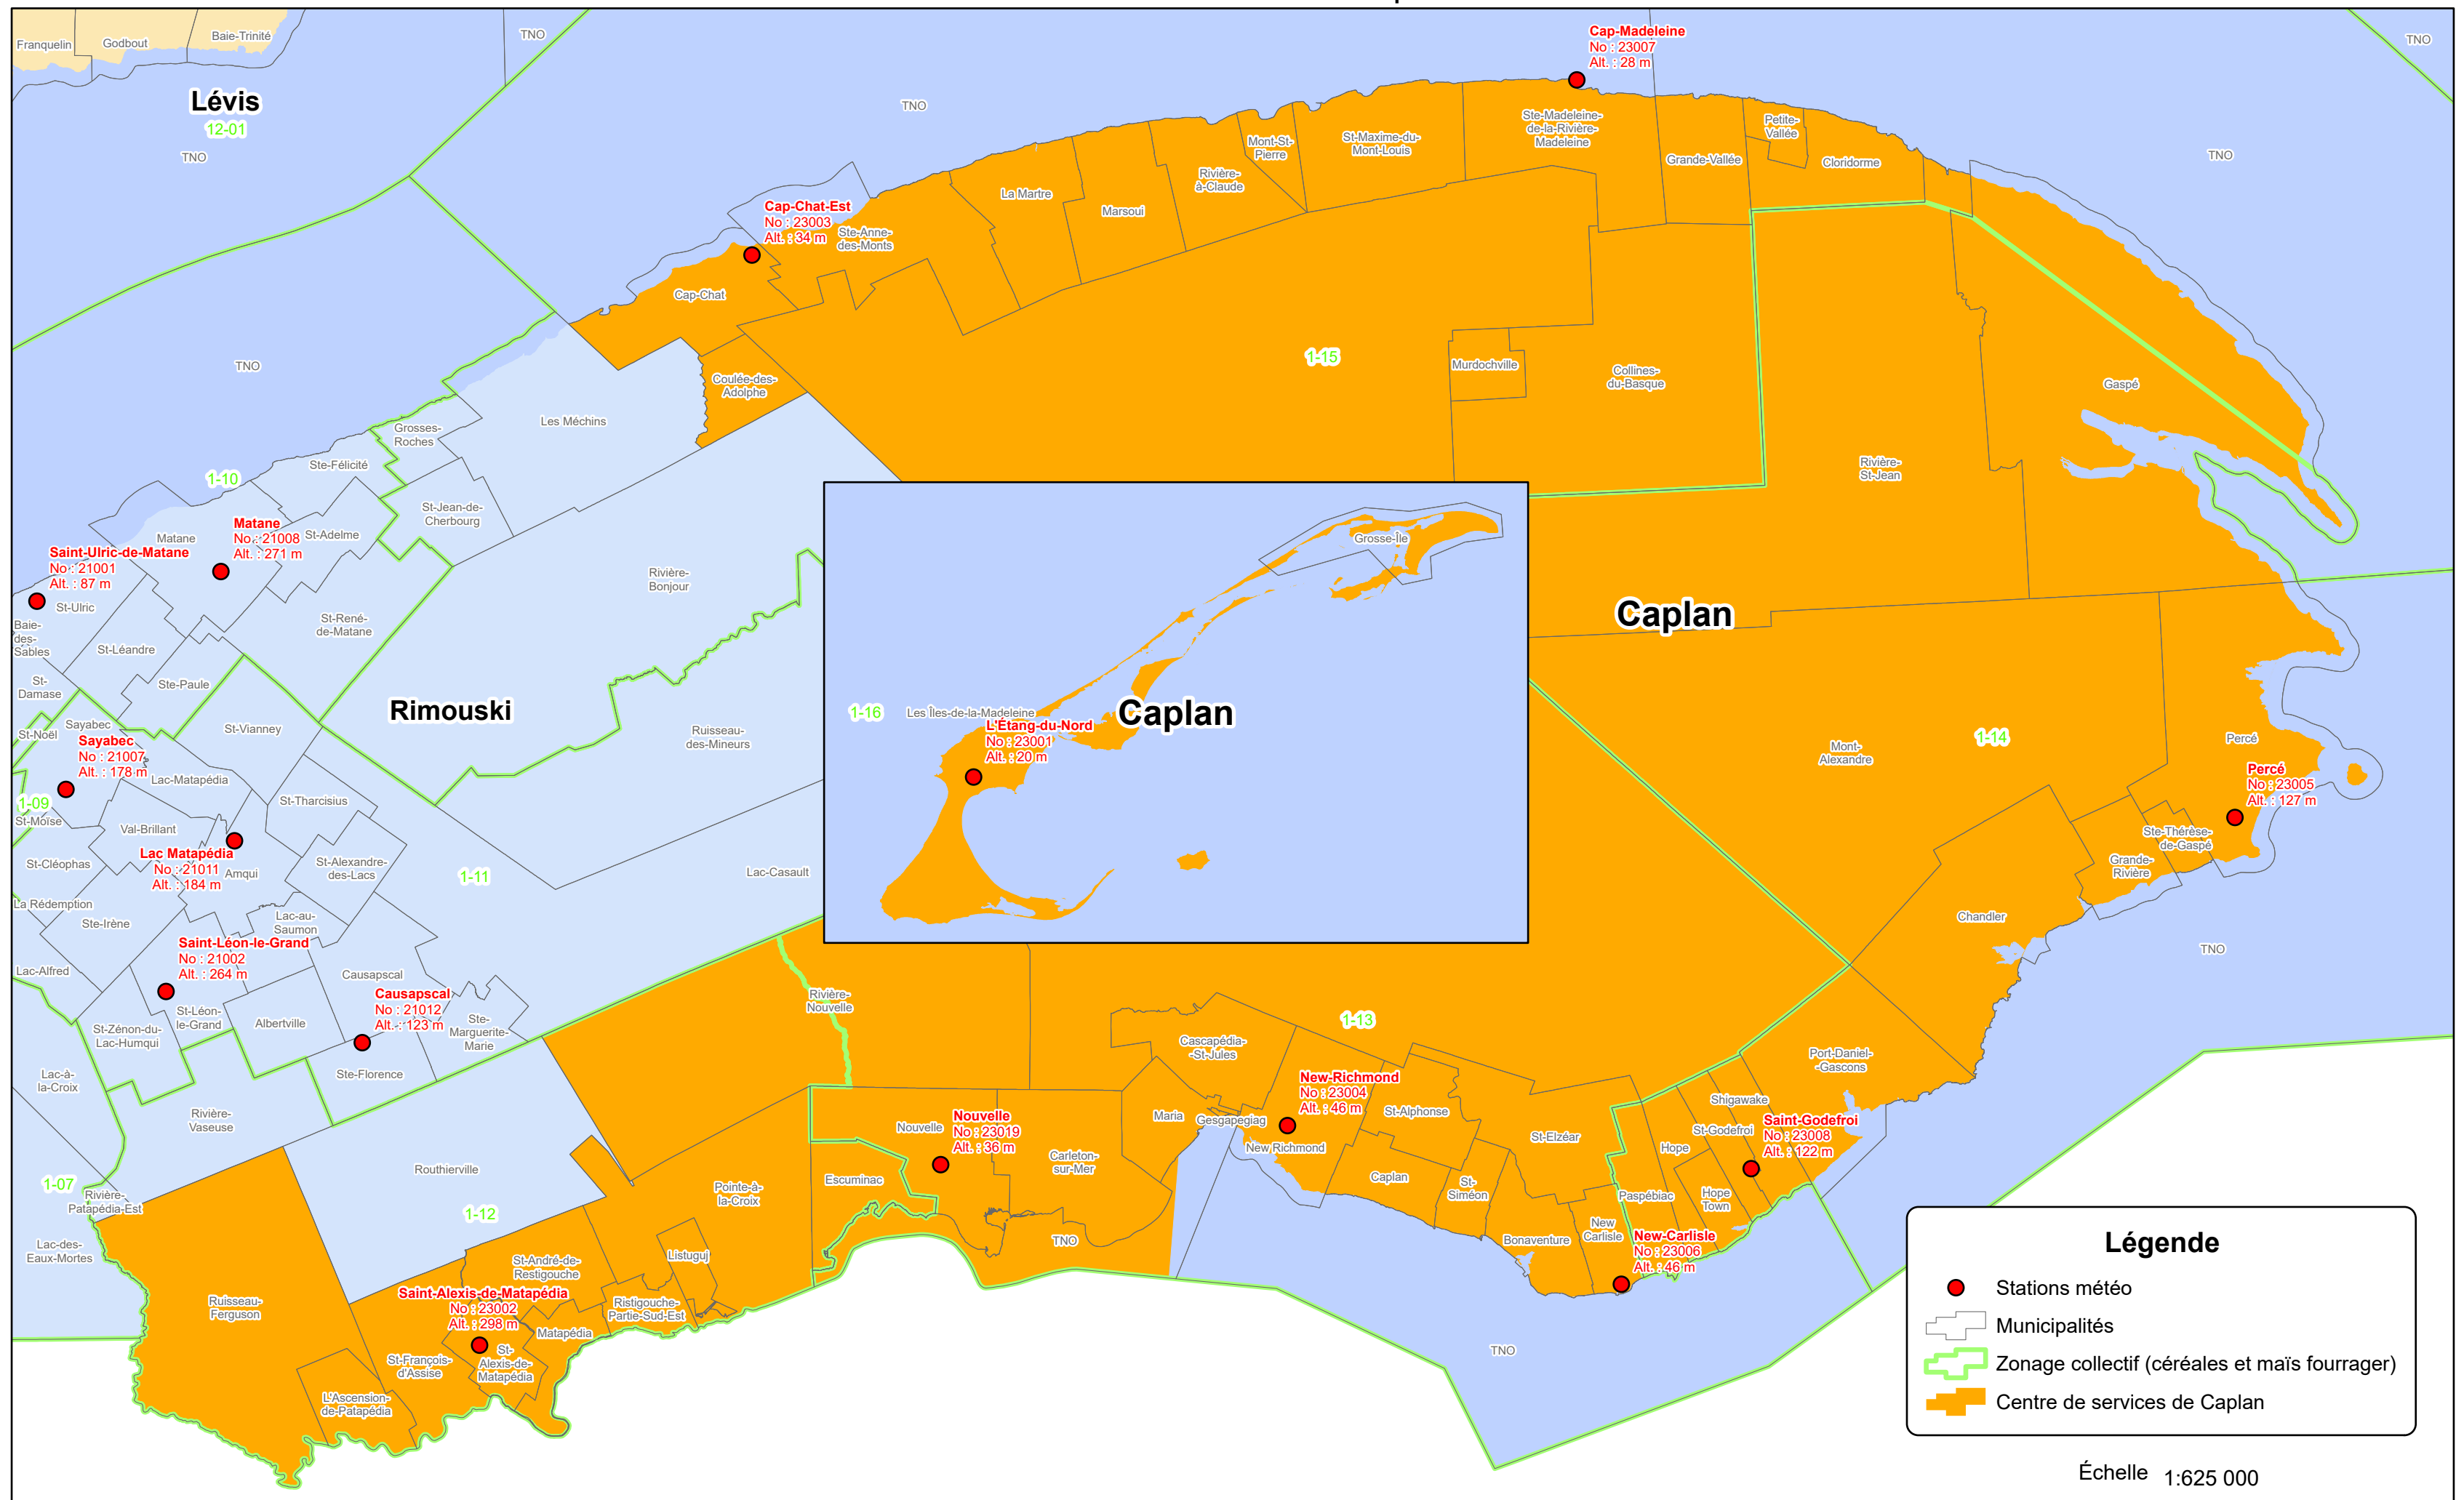 Franquelin
Godbout
Baie-Trinité
TNO
Cap-Madeleine
No : 23007
Alt. : 28 m
TNO
Lévis
12-01
TNO
TNO
Ste-Madeleine-
de-la-Rivière-
Madeleine
Petite-
Vallée
St-Maxime-du-
Mont-Louis
Mont-St-
Pierre
Grande-Vallée
Cloridorme
TNO
Rivière-
à-Claude
La Martre
Marsoui
Cap-Chat-Est
No : 23003
Alt. : 34 m
Ste-Anne-
des-Monts
Cap-Chat
TNO
1-15
Murdochville
Collines-
du-Basque
Gaspé
Coulée-des-
Adolphe
Les Méchins
Grosses-
Roches
Ste-Félicité
1-10
Rivière-
St-Jean
St-Jean-de-
Cherbourg
Matane
No : 21008
Alt. : 271 m
Matane
St-Adelme
Saint-Ulric-de-Matane
No : 21001
Alt. : 87 m
St-Ulric
Baie-
des-
Sables
St-René-
de-Matane
Rivière-
Bonjour
St-Léandre
St-
Damase
Ste-Paule
Grosse-Île
Caplan
Rimouski
Sayabec
St-Noël
St-Vianney
Sayabec
No : 21007
Alt. : 178 m
Ruisseau-
des-Mineurs
1-16
Les Îles-de-la-Madeleine
Caplan
L'Étang-du-Nord
No : 23001
Alt. : 20 m
1-14
Mont-
Alexandre
Percé
Percé
No : 23005
Alt. : 127 m
Lac-Matapédia
1-09
St-Moïse
St-Tharcisius
Val-Brillant
Lac Matapédia
No : 21011
Alt. : 184 m
Amqui
St-Cléophas
St-Alexandre-
des-Lacs
1-11
Lac-Casault
Ste-Thérèse-
de-Gaspé
Grande-
Rivière
La Rédemption
Ste-Irène
Lac-au-
Saumon
Chandler
TNO
Saint-Léon-le-Grand
No : 21002
Alt. : 264 m
Lac-Alfred
Causapscal
Causapscal
No : 21012
Alt. : 123 m
Rivière-
Nouvelle
St-Léon-
le-Grand
Albertville
St-Zénon-du-
Lac-Humqui
Ste-
Marguerite-
Marie
1-13
Cascapédia-
-St-Jules
Port-Daniel-
-Gascons
Lac-à-
la-Croix
Ste-Florence
New-Richmond
No : 23004
Alt. : 46 m
Shigawake
Rivière-
Vaseuse
Nouvelle
No : 23019
Alt. : 36 m
Nouvelle
Maria
Gesgapegiag
New Richmond
St-Alphonse
St-Godefroi
Saint-Godefroi
No : 23008
Alt. : 122 m
St-Elzéar
Hope
Routhierville
Carleton-
sur-Mer
1-07
Rivière-
Patapédia-Est
Pointe-à-
la-Croix
Escuminac
Caplan
St-
Siméon
Paspébiac
Hope
Town
1-12
Lac-des-
Eaux-Mortes
TNO
Bonaventure
New
Carlisle
New-Carlisle
No : 23006
Alt. : 46 m
St-André-de-
Restigouche
Listuguj
Saint-Alexis-de-Matapédia
No : 23002
Alt. : 298 m
Ruisseau-
Ferguson
Ristigouche-
Partie-Sud-Est
Matapédia
St-François-
d'Assise
St-
Alexis-de-
Matapédia
L'Ascension-
de-Patapédia
TNO
Légende
Stations météo
Municipalités
Zonage collectif (céréales et maïs fourrager)
Centre de services de Caplan
Échelle 1:625 000